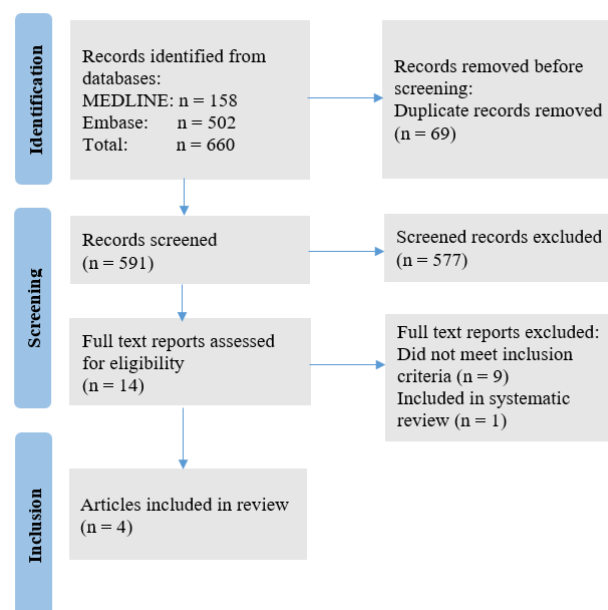 Identification
Records identified from
databases:
MEDLINE: n = 158
Embase: n = 502
Total: n = 660
Records removed before
screening:
Duplicate records removed
(n = 69)
Screening
Records screened
(n = 591)
Screened records excluded
(n = 577)
Full text reports assessed
for eligibility
(n = 14)
Full text reports excluded:
Did not meet inclusion
criteria (n = 9)
Included in systematic
review (n = 1)
Inclusion
Articles included in review
(n = 4)